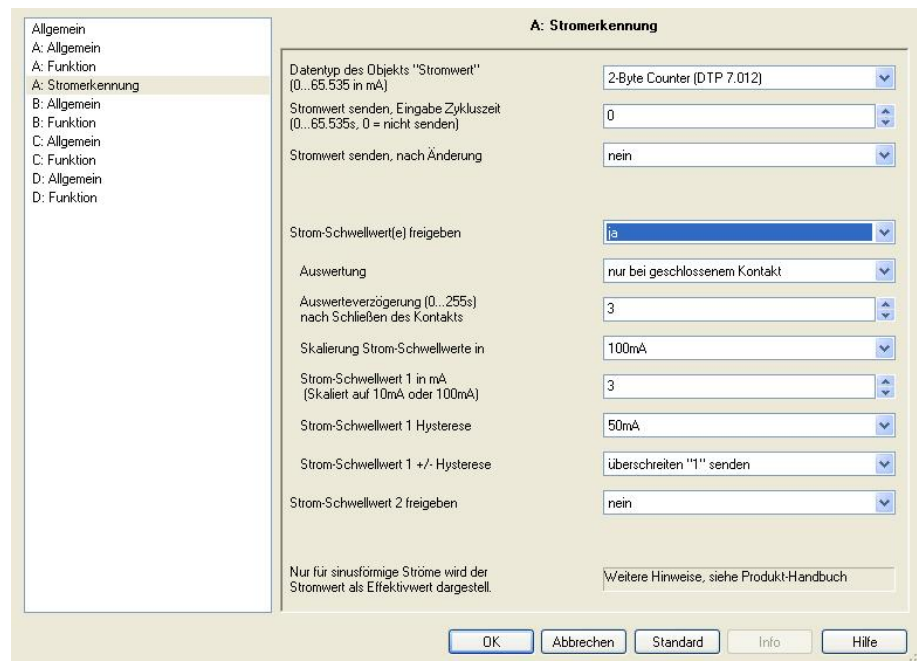 Allgemein
A: Allgemein
A: Funktion
A: Stromerkennung
B: Allgemein
B: Funktion
C: Allgemein
C: Funktion
D: Allgemein
D: Funktion
A: Stromerkennung
Datentyp des Objekts "Stromwert"
(0...65.535 in mA)
2-Byte Counter (DTP 7.012)
Stromwert senden, Eingabe Zykluszeit
(0...65.535s, 0 = nicht senden)
0
Stromwert senden, nach Änderung
nein
Strom-Schwellwert(e) freigeben
ja
Auswertung
nur bei geschlossenem Kontakt
Auswerteverzögerung (0...255s)
nach Schließen des Kontakts
3
Skalierung Strom-Schwellwerte in
100mA
Strom-Schwellwert 1 in mA
(Skaliert auf 10mA oder 100mA)
3
Strom-Schwellwert 1 Hysterese
50mA
Strom-Schwellwert 1 +/- Hysterese
überschreiten "1" senden
Strom-Schwellwert 2 freigeben
nein
Nur für sinusförmige Ströme wird der
Stromwert als Effektivwert dargestell.
Weitere Hinweise, siehe Produkt-Handbuch
OK
Abbrechen
Standard
Info
Hilfe